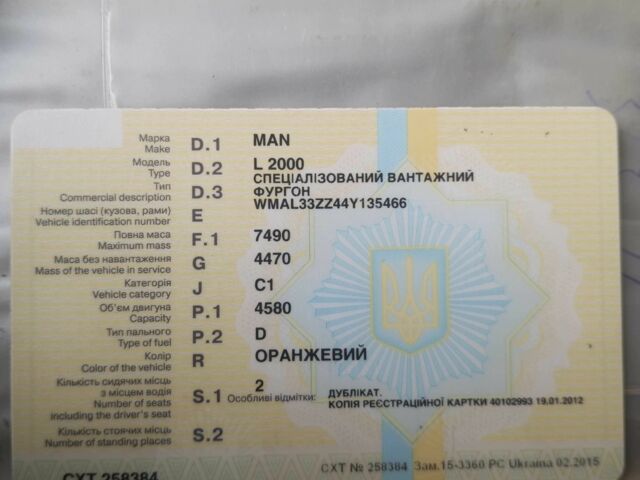 Марка
Make D.1 MAN
Модель
Type D.2 L 2000
Тип
Commercial description D.3 СПЕЦІАЛІЗОВАНИЙ ВАНТАЖНИЙ
ФУРГОН
Номер шасі (кузова, рами)
Vehicle identification number E WMAL33ZZ44Y135466
Повна маса
Maximum mass F.1 7490
Маса без навантаження
Mass of the vehicle in service G 4470
Категорія
Vehicle category J C1
Об'єм двигуна
Capacity P.1 4580
Тип пального
Type of fuel P.2 D
Колір
Color of the vehicle R ОРАНЖЕВИЙ
Кількість сидячих місць
з місцем водія
Number of seats
including the driver's seat S.1 2
Особливі відмітки: ДУБЛІКАТ.
КОПІЯ РЕЄСТРАЦІЙНОЇ КАРТКИ 40102993 19.01.2012
Кількість стоячих місць
Number of standing places S.2
СХТ № 258384 Зам.15-3360 РС Ukraina 02.2015
СХТ 258384